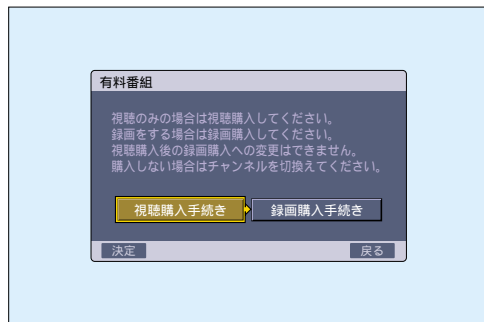 有料番組
視聴のみの場合は視聴購入してください。
録画をする場合は録画購入してください。
視聴購入後の録画購入への変更はできません。
購入しない場合はチャンネルを切換えてください。
視聴購入手続き 録画購入手続き
決定 戻る